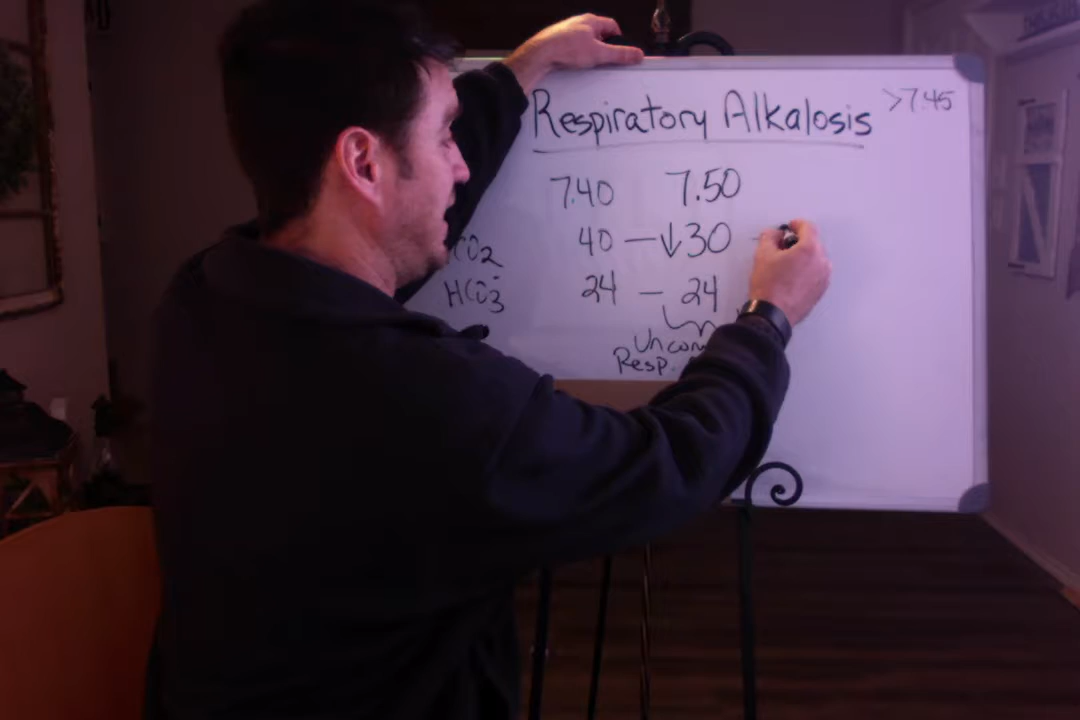 Respiratory Alkalosis >7.45
7.40 7.50
CO2 40 — ↓30 -
HCO3- 24 — 24
Resp.